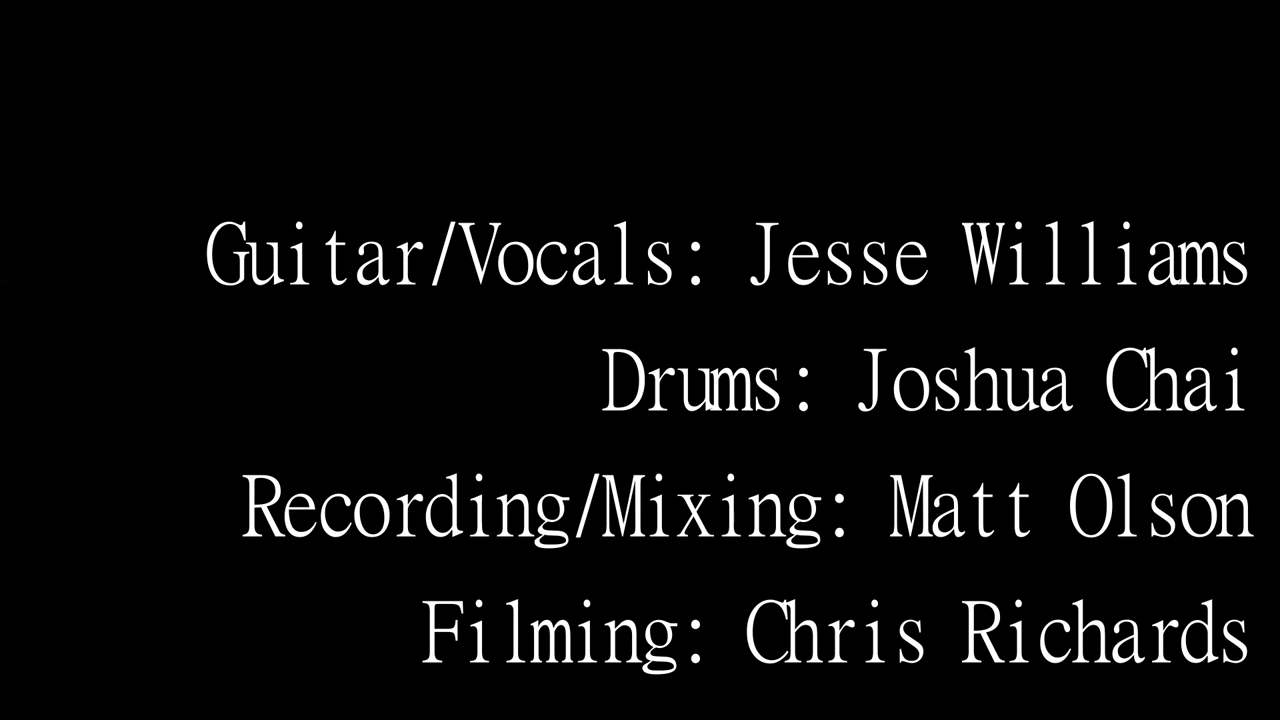 Guitar/Vocals: Jesse Williams
Drums: Joshua Chai
Recording/Mixing: Matt Olson
Filming: Chris Richards